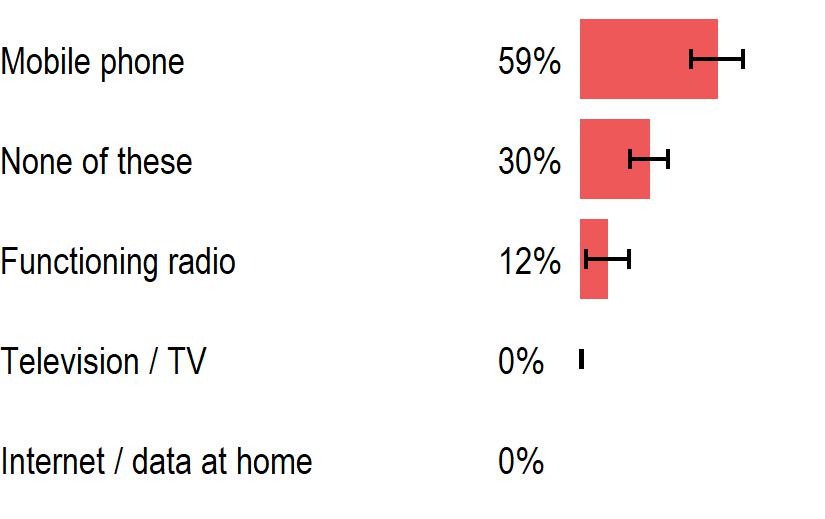 Mobile phone 59%
None of these 30%
Functioning radio 12%
Television / TV 0%
Internet / data at home 0%